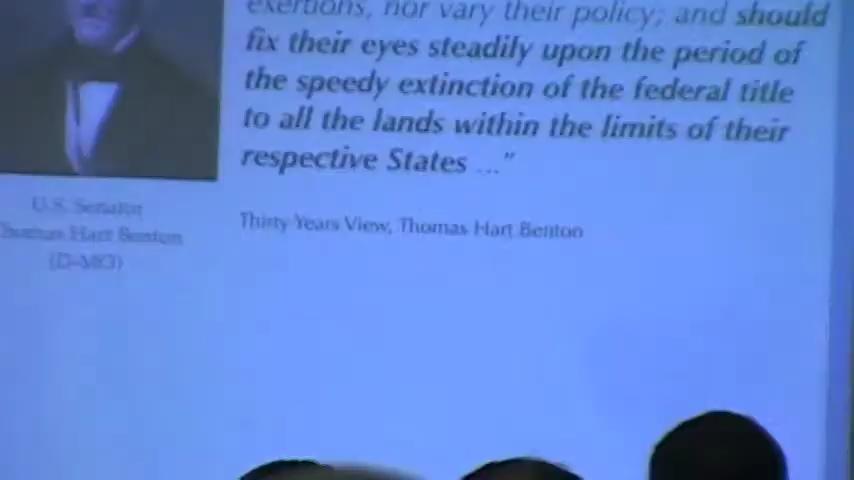 exertions, nor vary their policy; and should
fix their eyes steadily upon the period of
the speedy extinction of the federal title
to all the lands within the limits of their
respective States ..."
Thirty Years View, Thomas Hart Benton
U.S. Senator
Thomas Hart Benton
(D-MO)